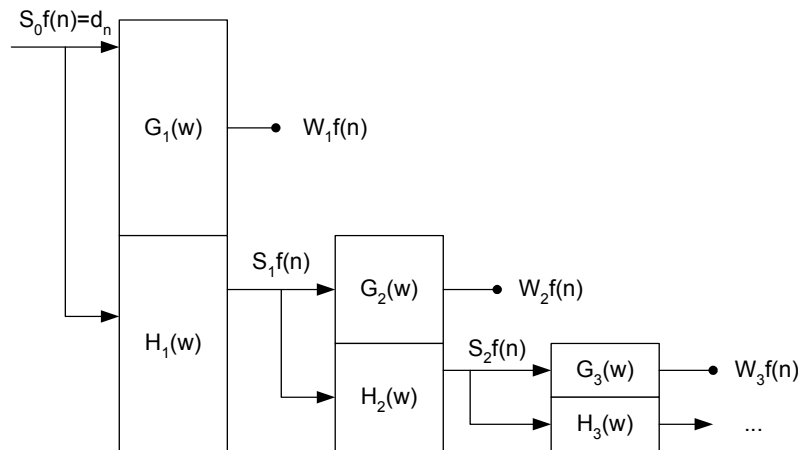 S₀f(n)=dₙ
G₁(w)
W₁f(n)
S₁f(n)
G₂(w)
W₂f(n)
H₁(w)
S₂f(n)
G₃(w)
W₃f(n)
H₂(w)
H₃(w)
...